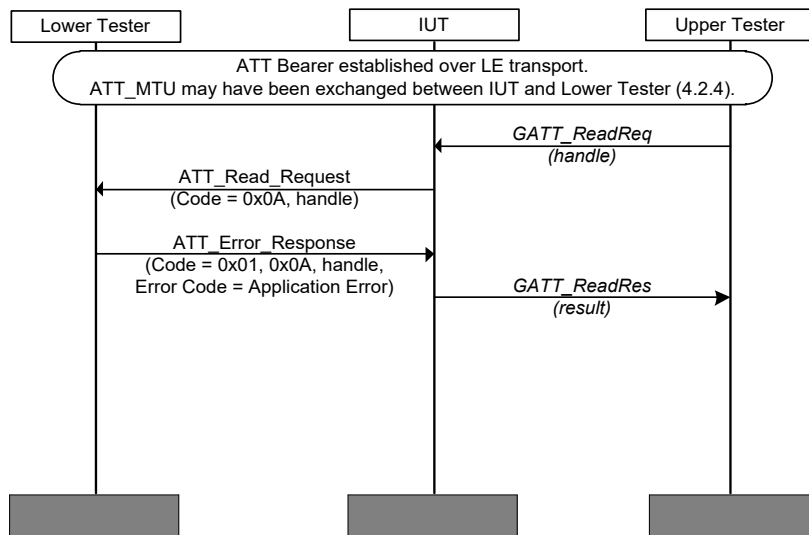 Lower Tester
IUT
Upper Tester
ATT Bearer established over LE transport.
ATT_MTU may have been exchanged between IUT and Lower Tester (4.2.4).
GATT_ReadReq
(handle)
ATT_Read_Request
(Code = 0x0A, handle)
ATT_Error_Response
(Code = 0x01, 0x0A, handle,
Error Code = Application Error)
GATT_ReadRes
(result)